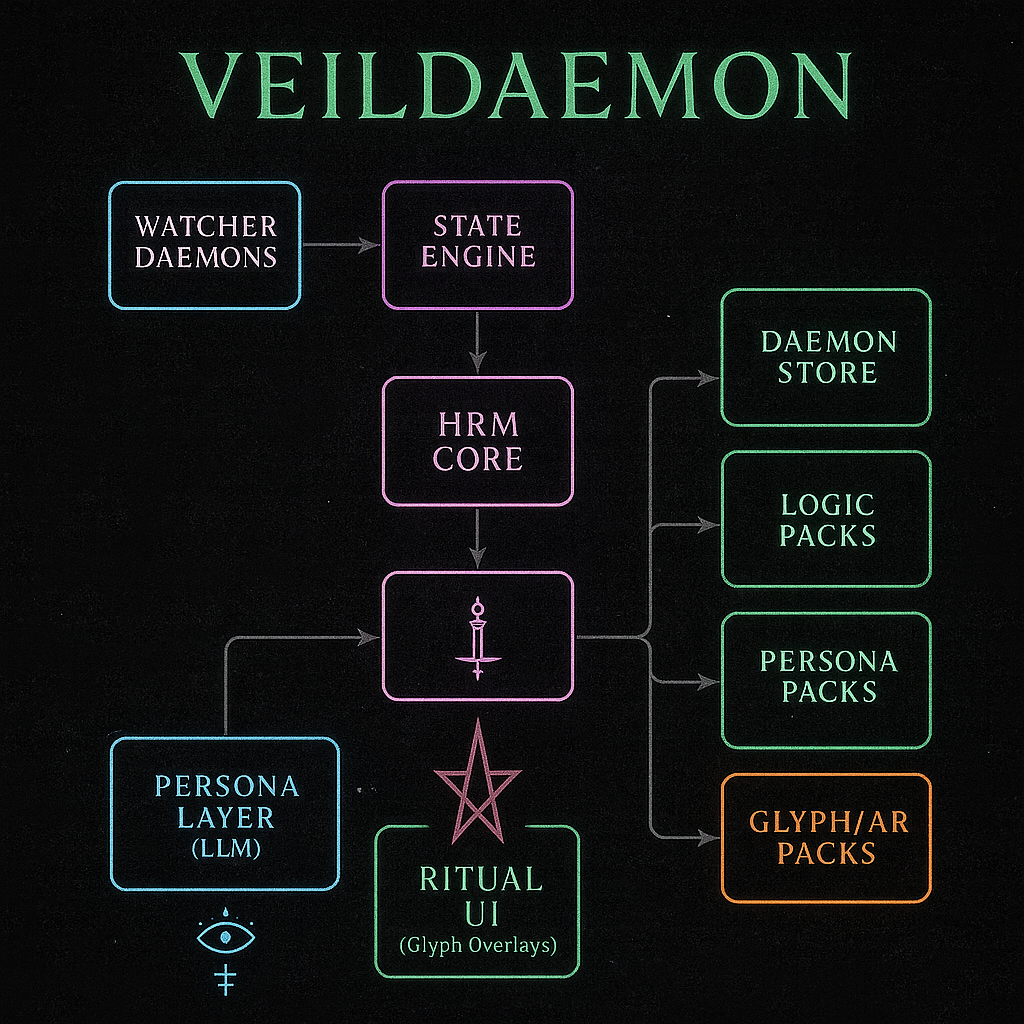 VEILDAEMON
WATCHER
DAEMONS
STATE
ENGINE
DAEMON
STORE
HRM
CORE
LOGIC
PACKS
PERSONA
PACKS
PERSONA
LAYER
(LLM)
GLYPH/AR
PACKS
RITUAL
UI
(Glyph Overlays)